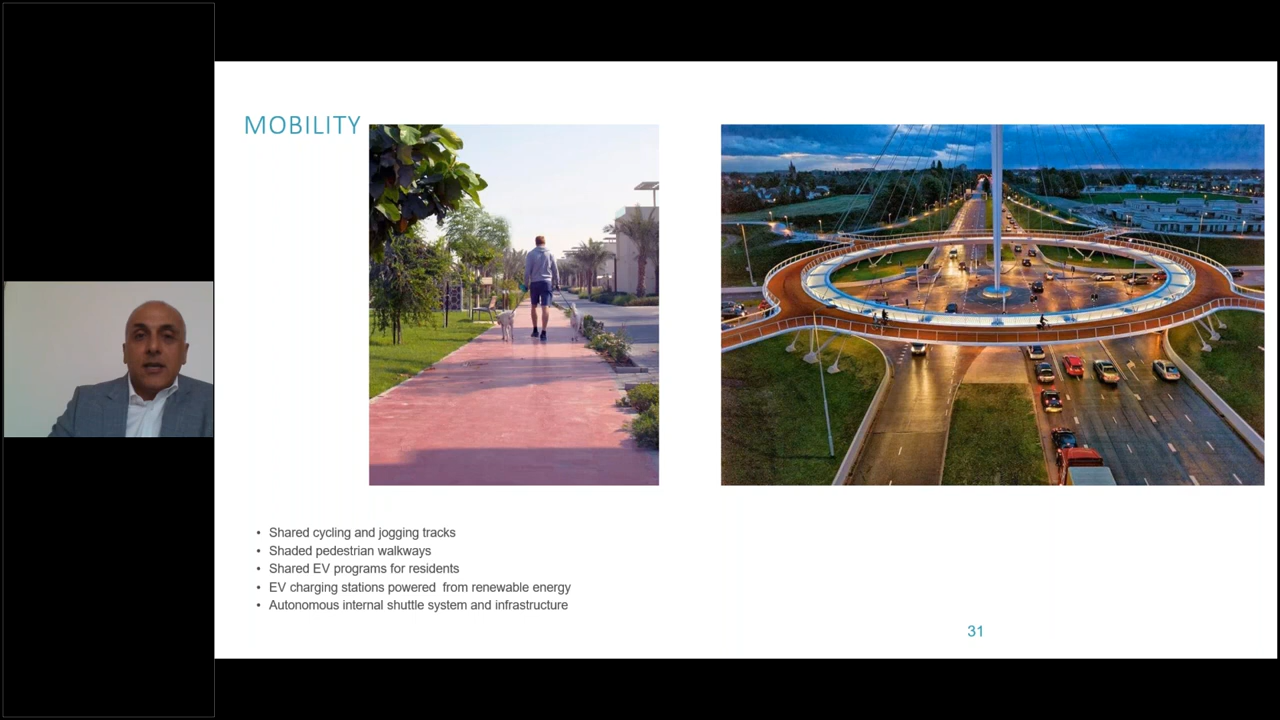 MOBILITY
• Shared cycling and jogging tracks
• Shaded pedestrian walkways
• Shared EV programs for residents
• EV charging stations powered  from renewable energy
• Autonomous internal shuttle system and infrastructure
31